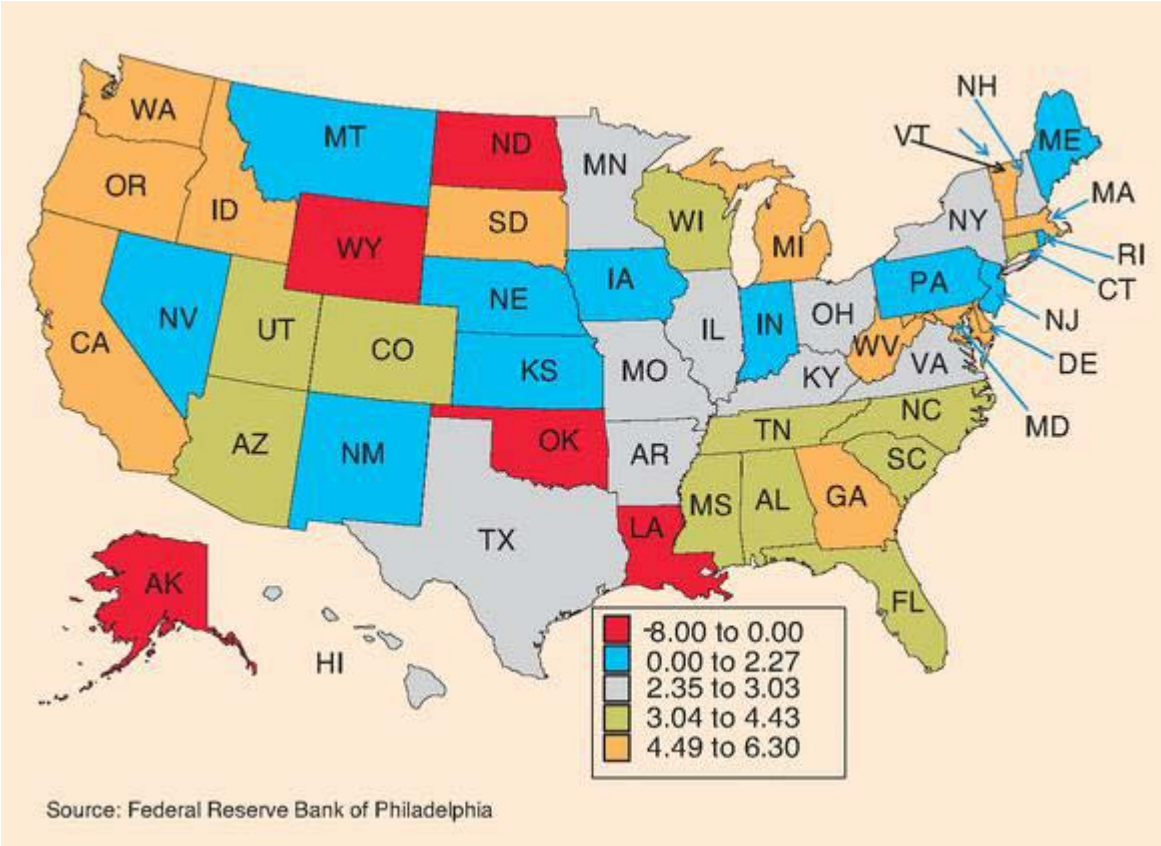 NH
VT
ME
WA
MT
ND
MN
OR
ID
SD
WI
MI
NY
MA
WY
RI
IA
PA
CT
NE
NV
UT
CO
IL
IN
OH
NJ
CA
WV
DE
KS
MO
KY
VA
MD
NC
TN
AZ
NM
OK
AR
SC
MS
AL
GA
TX
LA
AK
FL
HI
-8.00 to 0.00
0.00 to 2.27
2.35 to 3.03
3.04 to 4.43
4.49 to 6.30
Source: Federal Reserve Bank of Philadelphia